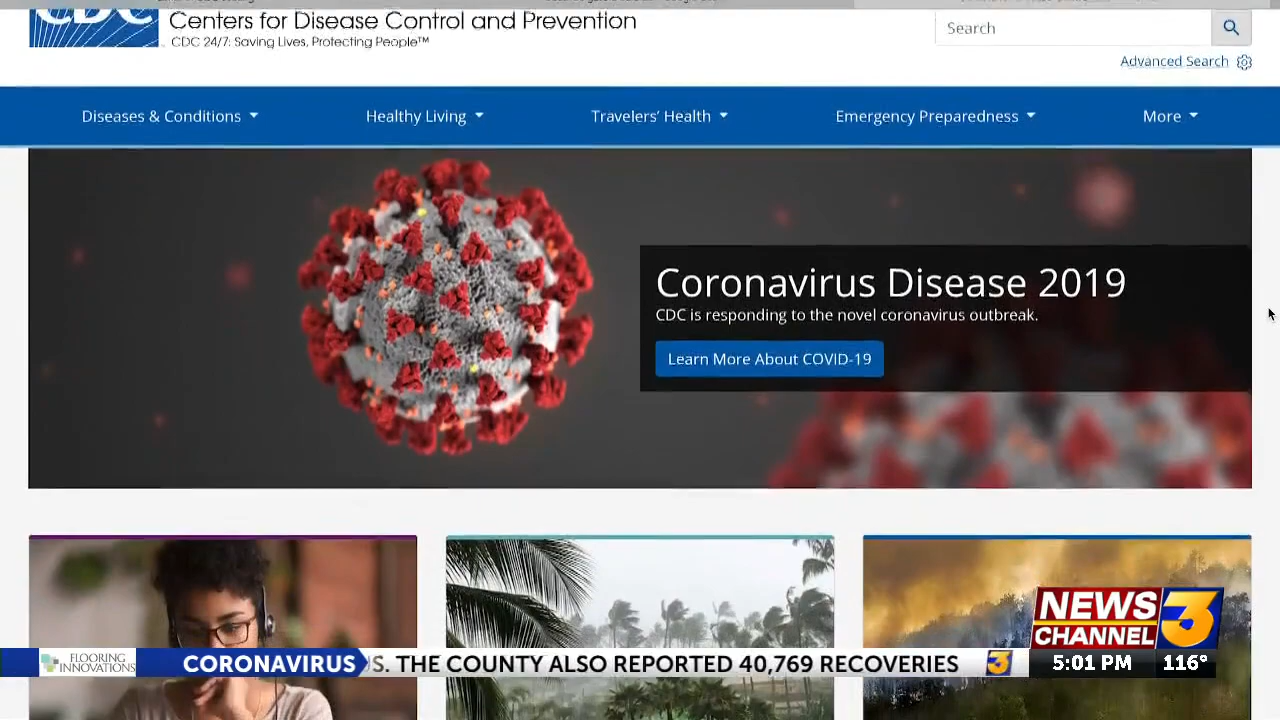 CDC
Centers for Disease Control and Prevention
CDC 24/7: Saving Lives, Protecting People™
Search
Advanced Search
Diseases & Conditions
Healthy Living
Travelers' Health
Emergency Preparedness
More
Coronavirus Disease 2019
CDC is responding to the novel coronavirus outbreak.
Learn More About COVID-19
NEWS
CHANNEL
3
FLOORING
INNOVATIONS
CORONAVIRUS
S. THE COUNTY ALSO REPORTED 40,769 RECOVERIES
3
5:01 PM
116°